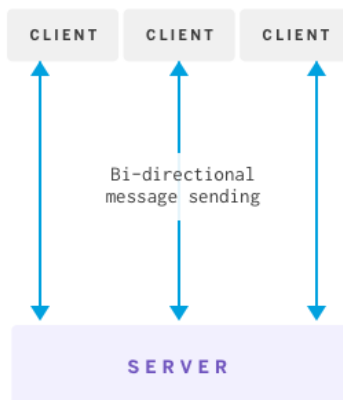 CLIENT
CLIENT
CLIENT
Bi-directional
message sending
SERVER